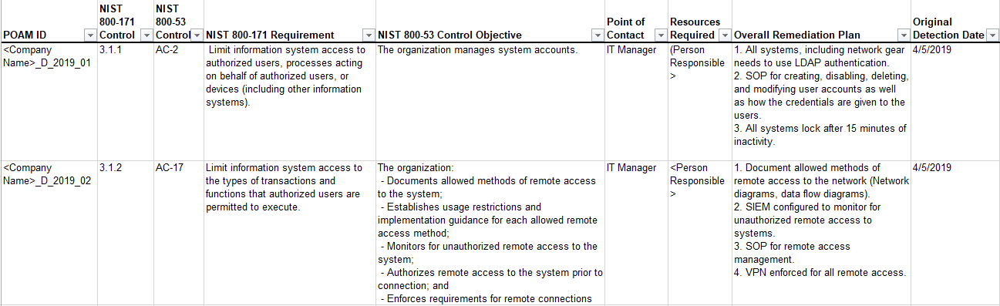 POAM ID
NIST
800-171
Control
NIST
800-53
Control
NIST 800-171 Requirement
NIST 800-53 Control Objective
Point of
Contact
Resources
Required
Overall Remediation Plan
Original
Detection Date
<Company
Name>_D_2019_01
3.1.1
AC-2
Limit information system access to
authorized users, processes acting
on behalf of authorized users, or
devices (including other information
systems).
The organization manages system accounts.
IT Manager
(Person
Responsible
>
1. All systems, including network gear
needs to use LDAP authentication.
2. SOP for creating, disabling, deleting,
and modifying user accounts as well
as how the credentials are given to the
users.
3. All systems lock after 15 minutes of
inactivity.
4/5/2019
<Company
Name>_D_2019_02
3.1.2
AC-17
Limit information system access to
the types of transactions and
functions that authorized users are
permitted to execute.
The organization:
- Documents allowed methods of remote access
to the system;
- Establishes usage restrictions and
implementation guidance for each allowed remote
access method;
- Monitors for unauthorized remote access to the
system;
- Authorizes remote access to the system prior to
connection; and
- Enforces requirements for remote connections
IT Manager
<Person
Responsible
>
1. Document allowed methods of
remote access to the network (Network
diagrams, data flow diagrams).
2. SIEM configured to monitor for
unauthorized remote access to
systems.
3. SOP for remote access
management.
4. VPN enforced for all remote access.
4/5/2019